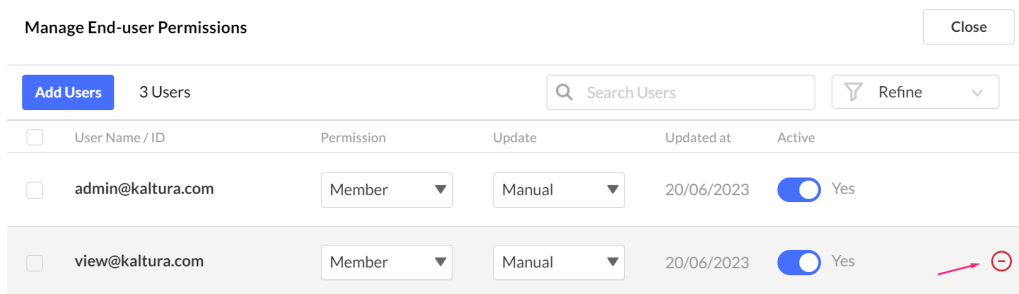 Manage End-user Permissions Close
Add Users 3 Users Search Users Refine
User Name / ID Permission Update Updated at Active
admin@kaltura.com Member Manual 20/06/2023 Yes
view@kaltura.com Member Manual 20/06/2023 Yes